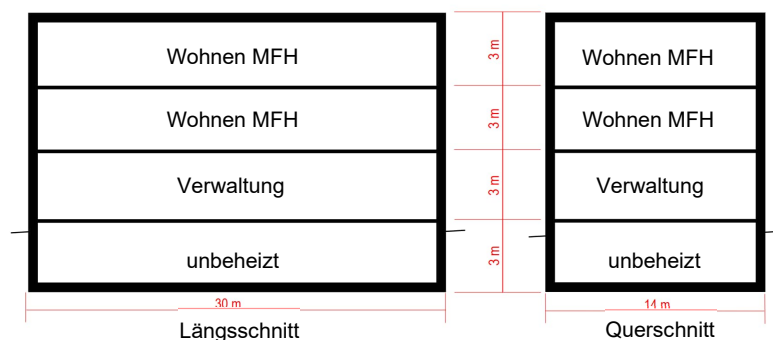 Wohnen MFH
Wohnen MFH
Verwaltung
unbeheizt
30 m
Längsschnitt
3 m
3 m
3 m
3 m
Wohnen MFH
Wohnen MFH
Verwaltung
unbeheizt
14 m
Querschnitt